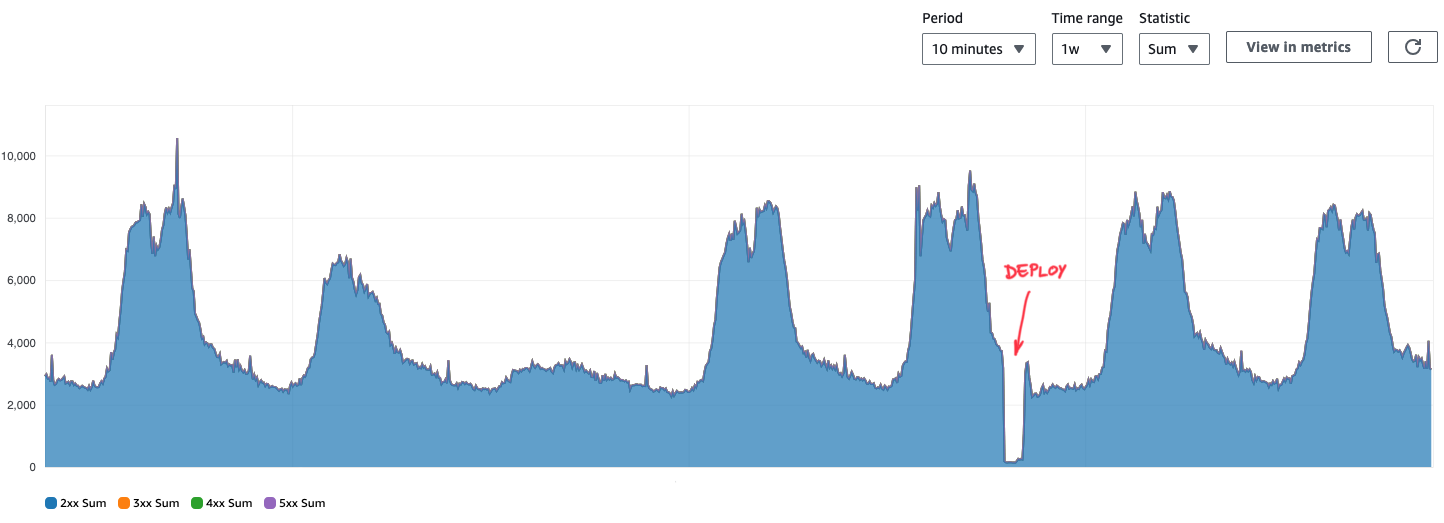 Period Time range Statistic
10 minutes 1w Sum View in metrics
10,000
8,000
DEPLOY
6,000
4,000
2,000
0
2xx Sum 3xx Sum 4xx Sum 5xx Sum